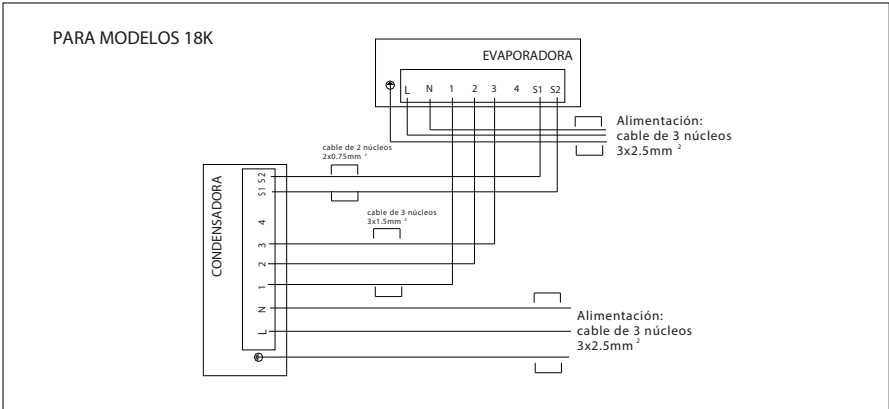 PARA MODELOS 18K
EVAPORADORA
L N 1 2 3 4 S1 S2
Alimentación:
cable de 3 núcleos
3x2.5mm ²
cable de 2 núcleos
2x0.75mm ²
CONDENSADORA
S2
S1
4
3
2
1
N
L
cable de 3 núcleos
3x1.5mm ²
Alimentación:
cable de 3 núcleos
3x2.5mm ²